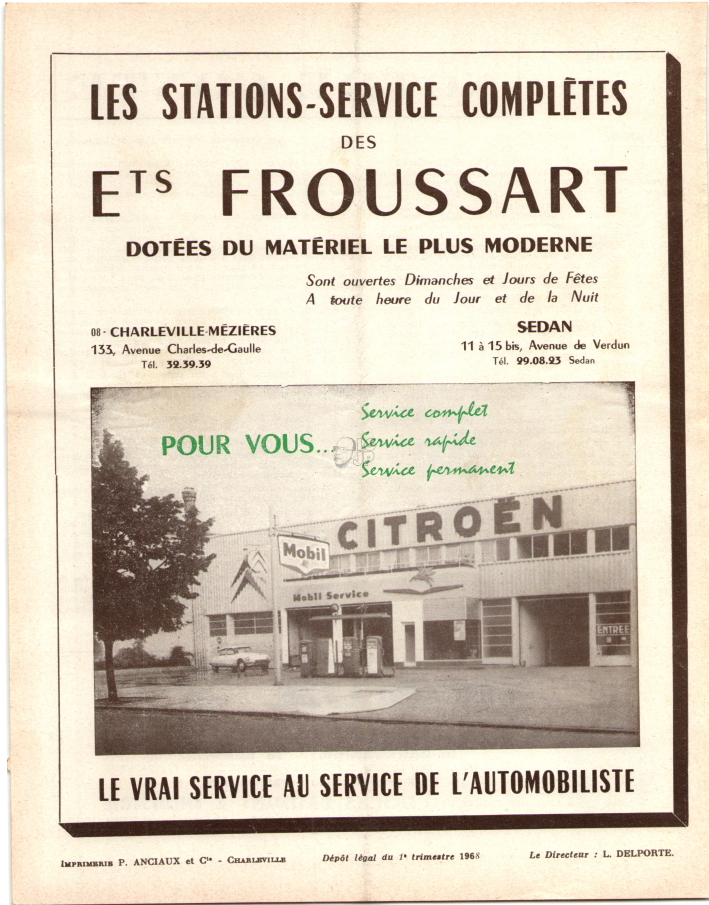 LES STATIONS-SERVICE COMPLÈTES
DES
ETS FROUSSART
DOTÉES DU MATÉRIEL LE PLUS MODERNE
Sont ouvertes Dimanches et Jours de Fêtes
A toute heure du Jour et de la Nuit
08 - CHARLEVILLE-MÉZIÈRES
133, Avenue Charles-de-Gaulle
Tél. 32.39.39
SEDAN
11 à 15 bis, Avenue de Verdun
Tél. 29.08.23 Sedan
POUR VOUS...
Service complet
Service rapide
Service permanent
JP
CITROËN
Mobil
Mobil Service
ENTREE
LE VRAI SERVICE AU SERVICE DE L'AUTOMOBILISTE
IMPRIMERIE P. ANCIAUX et Cie - CHARLEVILLE
Dépôt légal du 1e trimestre 1968
Le Directeur : L. DELPORTE.